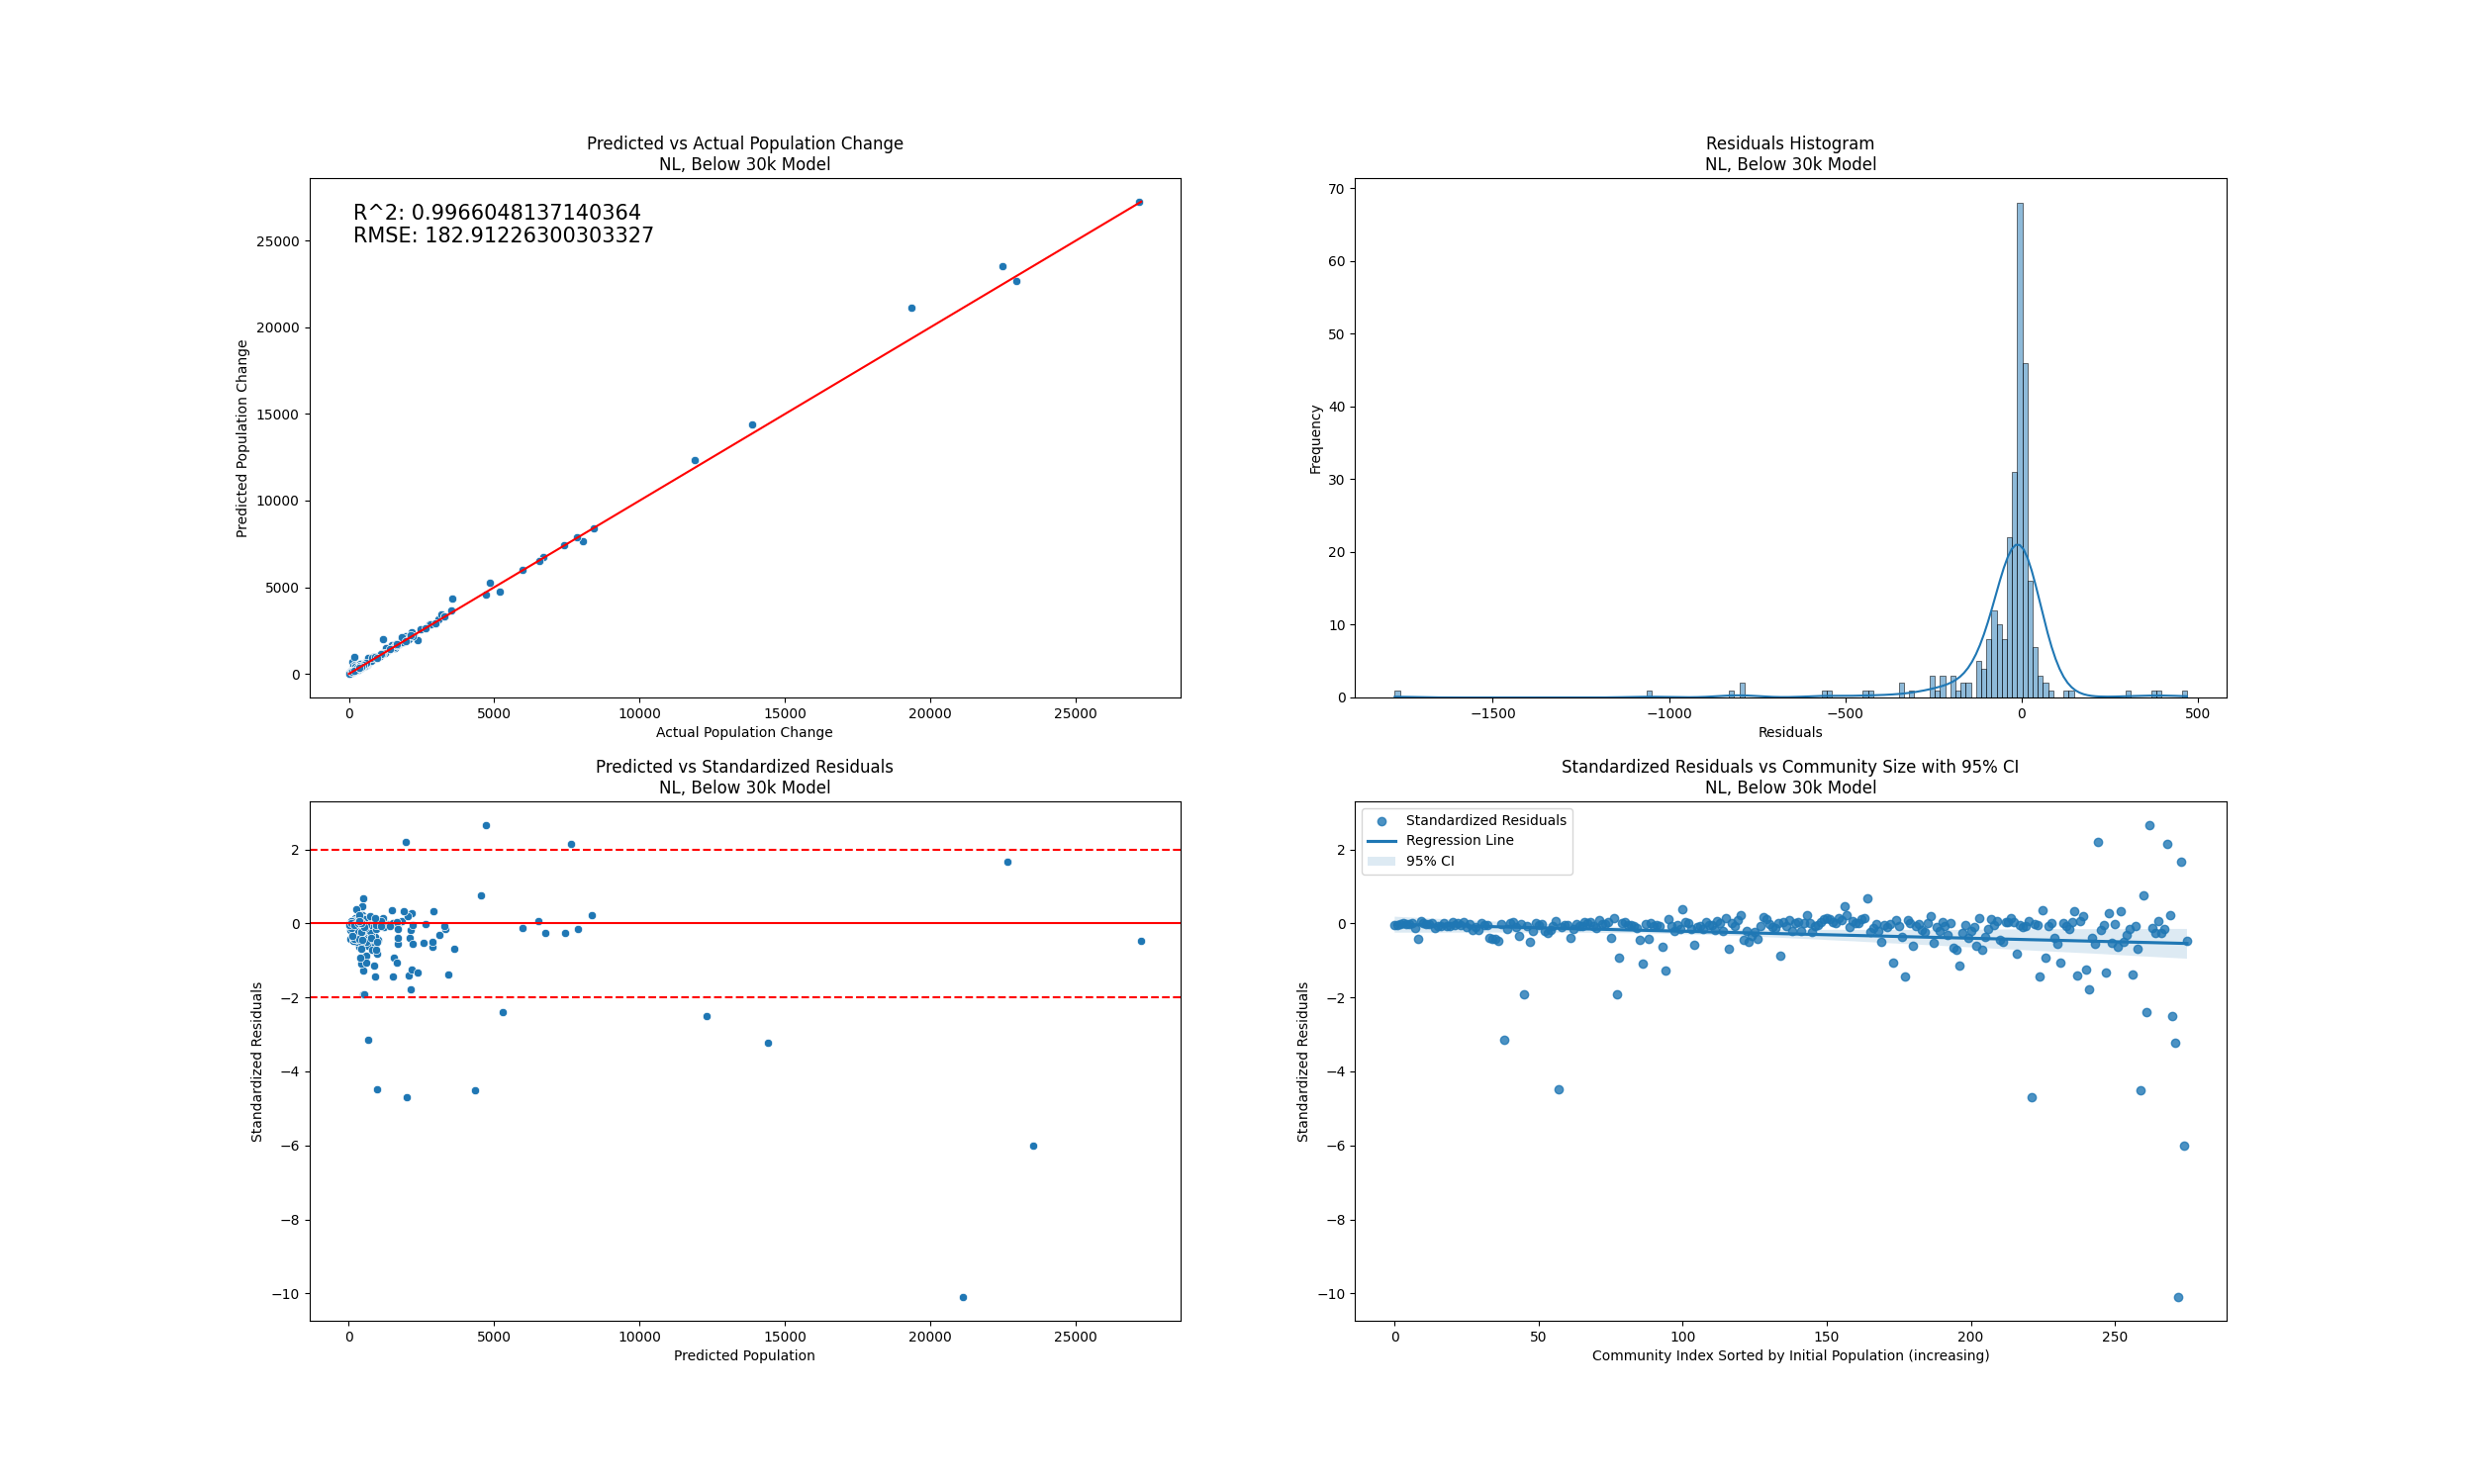 Predicted vs Actual Population Change
NL, Below 30k Model
R^2: 0.9966048137140364
RMSE: 182.91226300303327
25000
20000
15000
10000
5000
0
Predicted Population Change
0 5000 10000 15000 20000 25000
Actual Population Change
Residuals Histogram
NL, Below 30k Model
70
60
50
40
30
20
10
0
Frequency
−1500 −1000 −500 0 500
Residuals
Predicted vs Standardized Residuals
NL, Below 30k Model
2
0
−2
−4
−6
−8
−10
Standardized Residuals
0 5000 10000 15000 20000 25000
Predicted Population
Standardized Residuals vs Community Size with 95% CI
NL, Below 30k Model
Standardized Residuals
Regression Line
95% CI
2
0
−2
−4
−6
−8
−10
Standardized Residuals
0 50 100 150 200 250
Community Index Sorted by Initial Population (increasing)